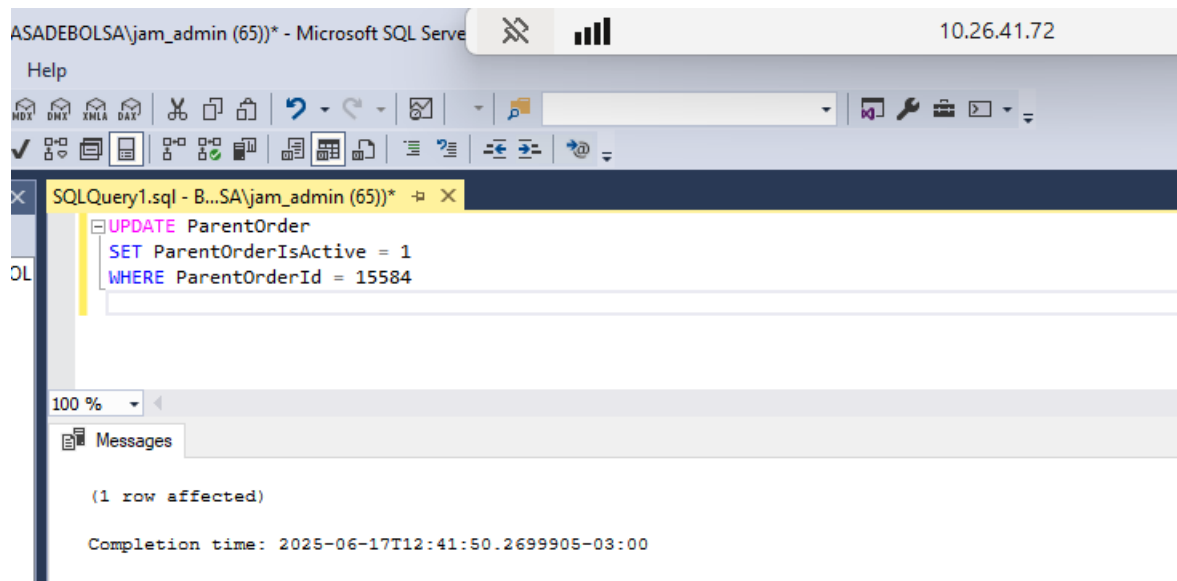 ASADEBOLSA\jam_admin (65))* - Microsoft SQL Serve
10.26.41.72
Help
MDX DMX XMLA DAX
SQLQuery1.sql - B...SA\jam_admin (65))*
UPDATE ParentOrder
SET ParentOrderIsActive = 1
OL
WHERE ParentOrderId = 15584
100 %
Messages
(1 row affected)
Completion time: 2025-06-17T12:41:50.2699905-03:00